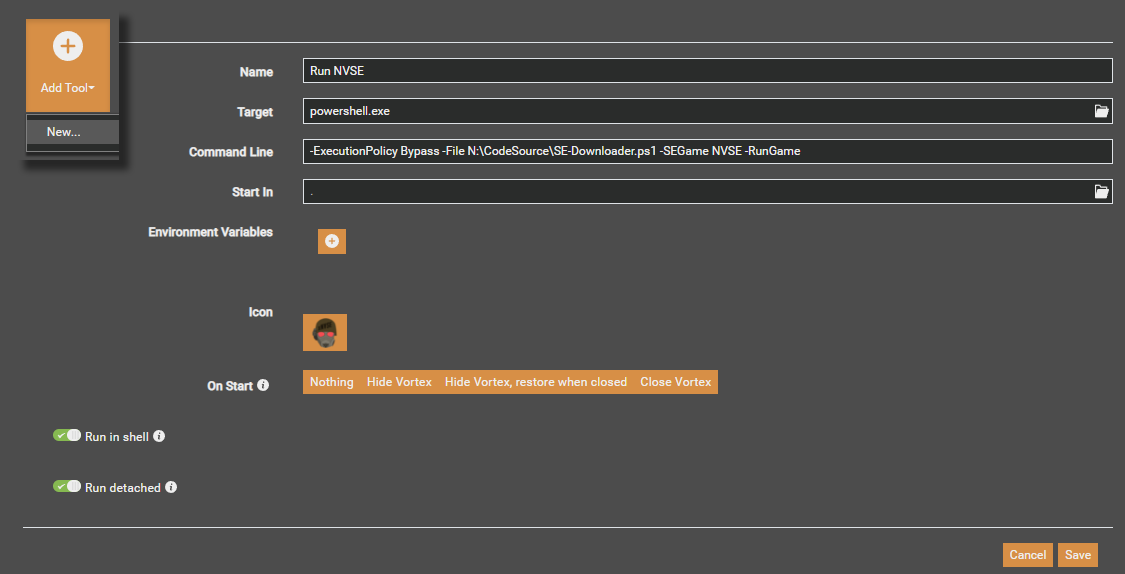 Add Tool
New...
Name
Run NVSE
Target
powershell.exe
Command Line
-ExecutionPolicy Bypass -File N:\CodeSource\SE-Downloader.ps1 -SEGame NVSE -RunGame
Start In
.
Environment Variables
Icon
On Start
Nothing Hide Vortex Hide Vortex, restore when closed Close Vortex
Run in shell
Run detached
Cancel Save